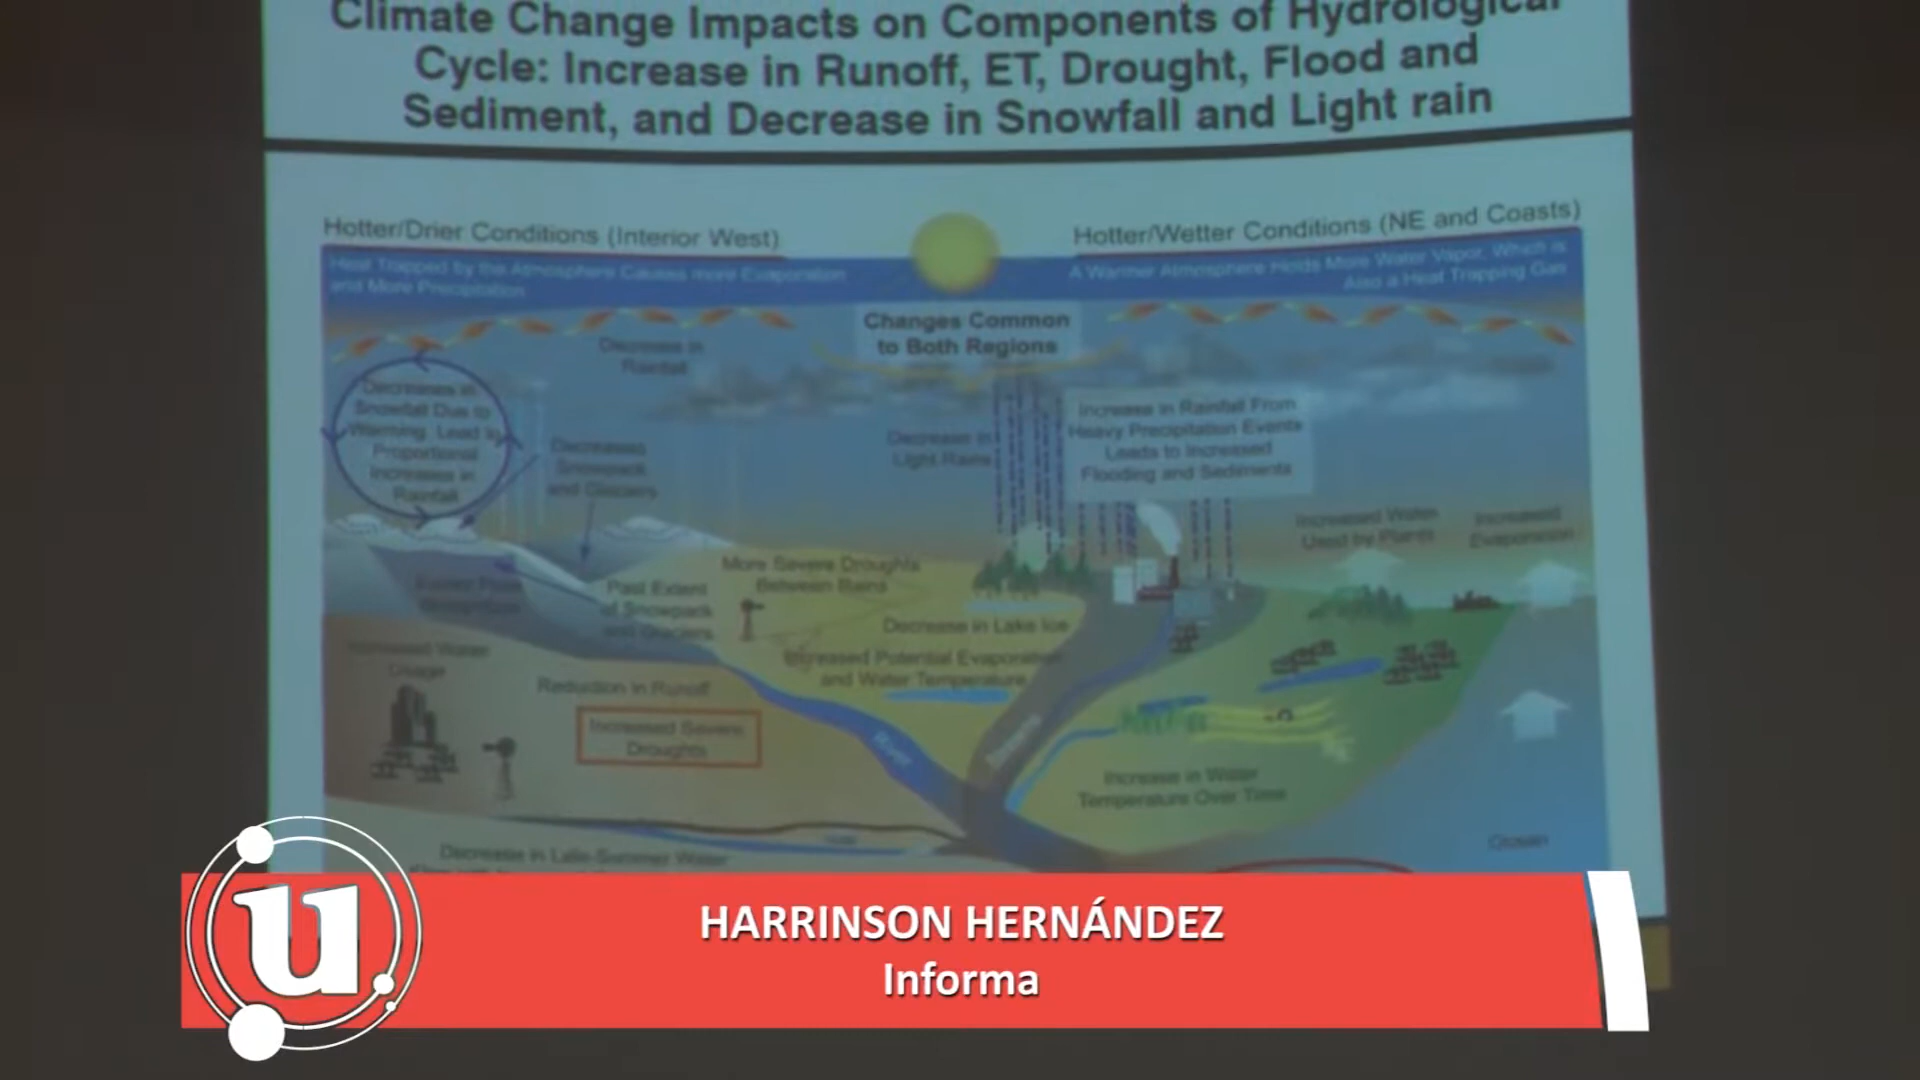 Climate Change Impacts on Components of Hydrological
Cycle: Increase in Runoff, ET, Drought, Flood and
Sediment, and Decrease in Snowfall and Light rain
Hotter/Drier Conditions (Interior West)
Hotter/Wetter Conditions (NE and Coasts)
Heat Trapped by the Atmosphere Causes more Evaporation
and More Precipitation
A Warmer Atmosphere Holds More Water Vapor, Which is
Also a Heat Trapping Gas
Changes Common
to Both Regions
Decrease in
Rainfall
Decreases in
Snowfall Due to
Warming, Lead to
Proportional
Increases in
Rainfall
Decreased
Snowpack
and Glaciers
Decrease in
Light Rains
Increase in Rainfall From
Heavy Precipitation Events
Leads to Increased
Flooding and Sediments
Increased Water
Used by Plants
Increased
Evaporation
More Severe Droughts
Between Rains
Past Extent
of Snowpack
and Glaciers
Decrease in Lake Ice
Increased Potential Evaporation
and Water Temperature
Increased Water
Usage
Reduction in Runoff
Increased Severe
Droughts
River
Increase in Water
Temperature Over Time
Ocean
Decrease in Late-Summer Water
u
HARRINSON HERNÁNDEZ
Informa